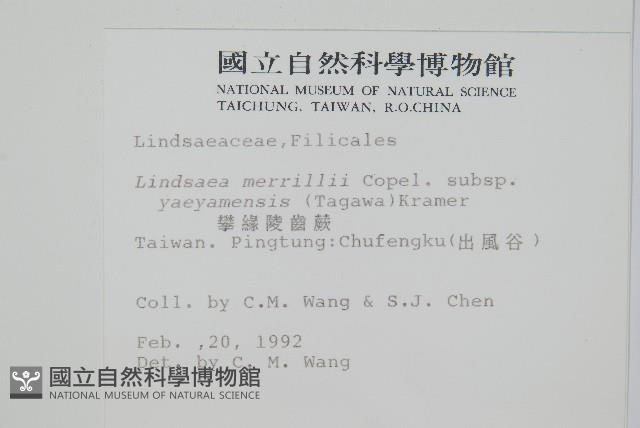 國立自然科學博物館
NATIONAL MUSEUM OF NATURAL SCIENCE
TAICHUNG, TAIWAN, R.O.CHINA
Lindsaeaceae,Filicales
Lindsaea merrillii Copel. subsp.
yaeyamensis (Tagawa)Kramer
攀緣陵齒蕨
Taiwan. Pingtung:Chufengku(出風谷)
Coll. by C.M. Wang & S.J. Chen
Feb. ,20, 1992
Det. by C. M. Wang
國立自然科學博物館
NATIONAL MUSEUM OF NATURAL SCIENCE